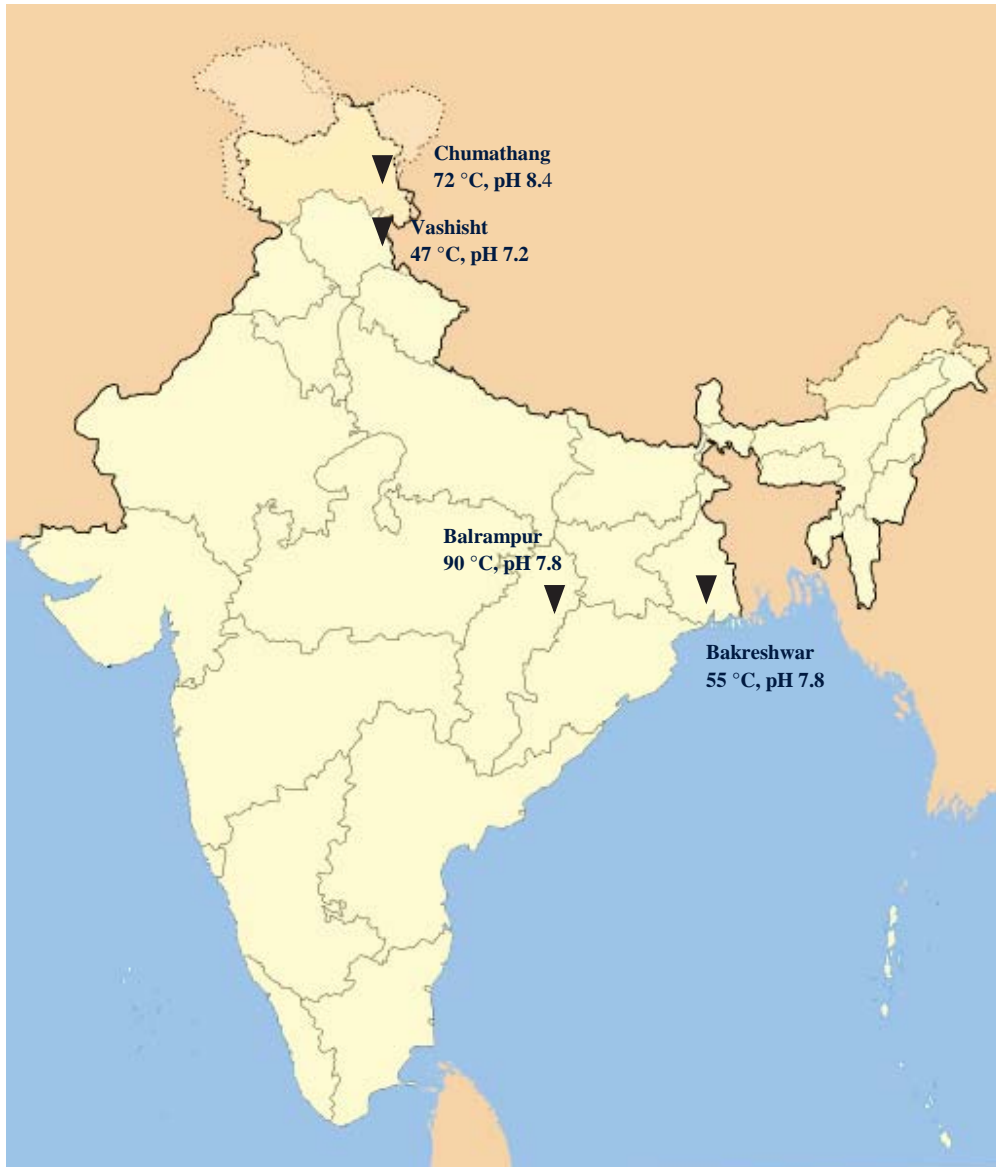 Chumathang
72 °C, pH 8.4
Vashisht
47 °C, pH 7.2
Balrampur
90 °C, pH 7.8
Bakreshwar
55 °C, pH 7.8